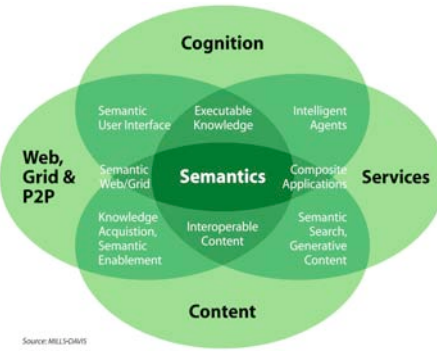 Cognition
Semantic
User Interface
Executable
Knowledge
Intelligent
Agents
Web,
Grid &
P2P
Semantic
Web/Grid
Semantics
Composite
Applications
Services
Knowledge
Acquistion,
Semantic
Enablement
Interoperable
Content
Semantic
Search,
Generative
Content
Content
Source: MILLS•DAVIS